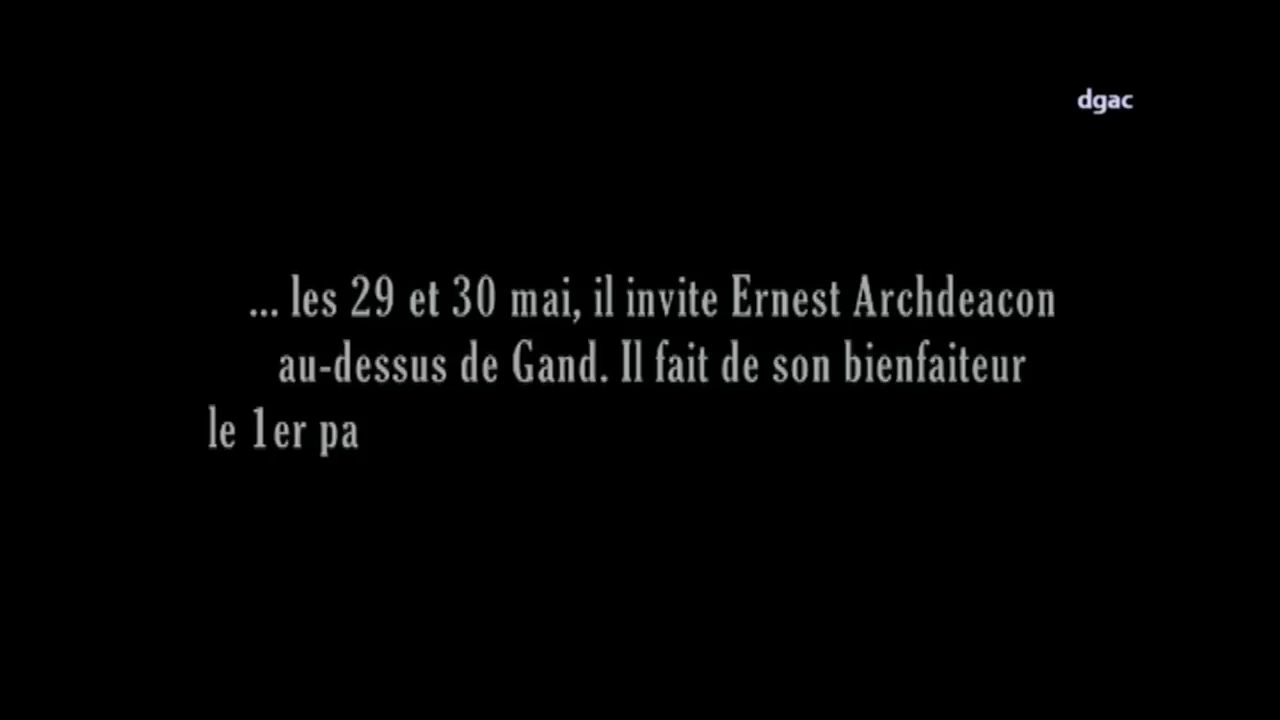 dgac
... les 29 et 30 mai, il invite Ernest Archdeacon
au-dessus de Gand. Il fait de son bienfaiteur
le 1er pa